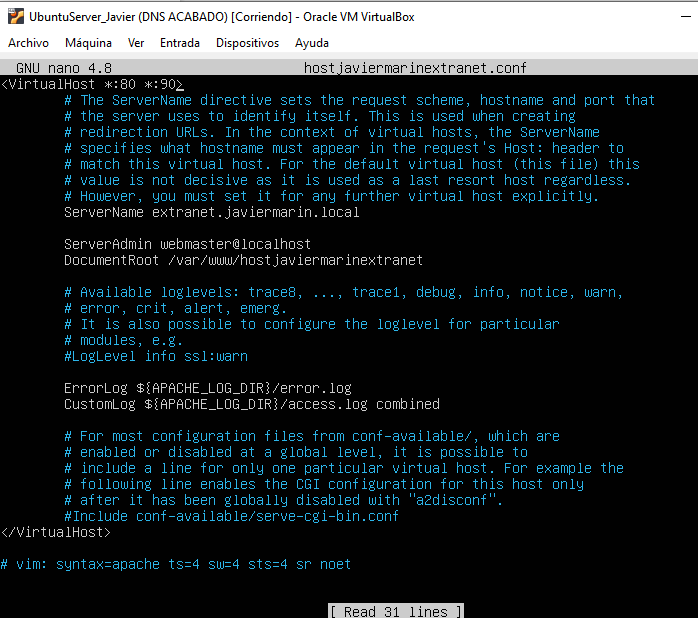 UbuntuServer_Javier (DNS ACABADO) [Corriendo] - Oracle VM VirtualBox
Archivo Máquina Ver Entrada Dispositivos Ayuda
GNU nano 4.8 hostjaviermarinextranet.conf
<VirtualHost *:80 *:90>
# The ServerName directive sets the request scheme, hostname and port that
# the server uses to identify itself. This is used when creating
# redirection URLs. In the context of virtual hosts, the ServerName
# specifies what hostname must appear in the request's Host: header to
# match this virtual host. For the default virtual host (this file) this
# value is not decisive as it is used as a last resort host regardless.
# However, you must set it for any further virtual host explicitly.
ServerName extranet.javiermarin.local
ServerAdmin webmaster@localhost
DocumentRoot /var/www/hostjaviermarinextranet
# Available loglevels: trace8, ..., trace1, debug, info, notice, warn,
# error, crit, alert, emerg.
# It is also possible to configure the loglevel for particular
# modules, e.g.
#LogLevel info ssl:warn
ErrorLog ${APACHE_LOG_DIR}/error.log
CustomLog ${APACHE_LOG_DIR}/access.log combined
# For most configuration files from conf-available/, which are
# enabled or disabled at a global level, it is possible to
# include a line for only one particular virtual host. For example the
# following line enables the CGI configuration for this host only
# after it has been globally disabled with "a2disconf".
#Include conf-available/serve-cgi-bin.conf
</VirtualHost>
# vim: syntax=apache ts=4 sw=4 sts=4 sr noet
[ Read 31 lines ]